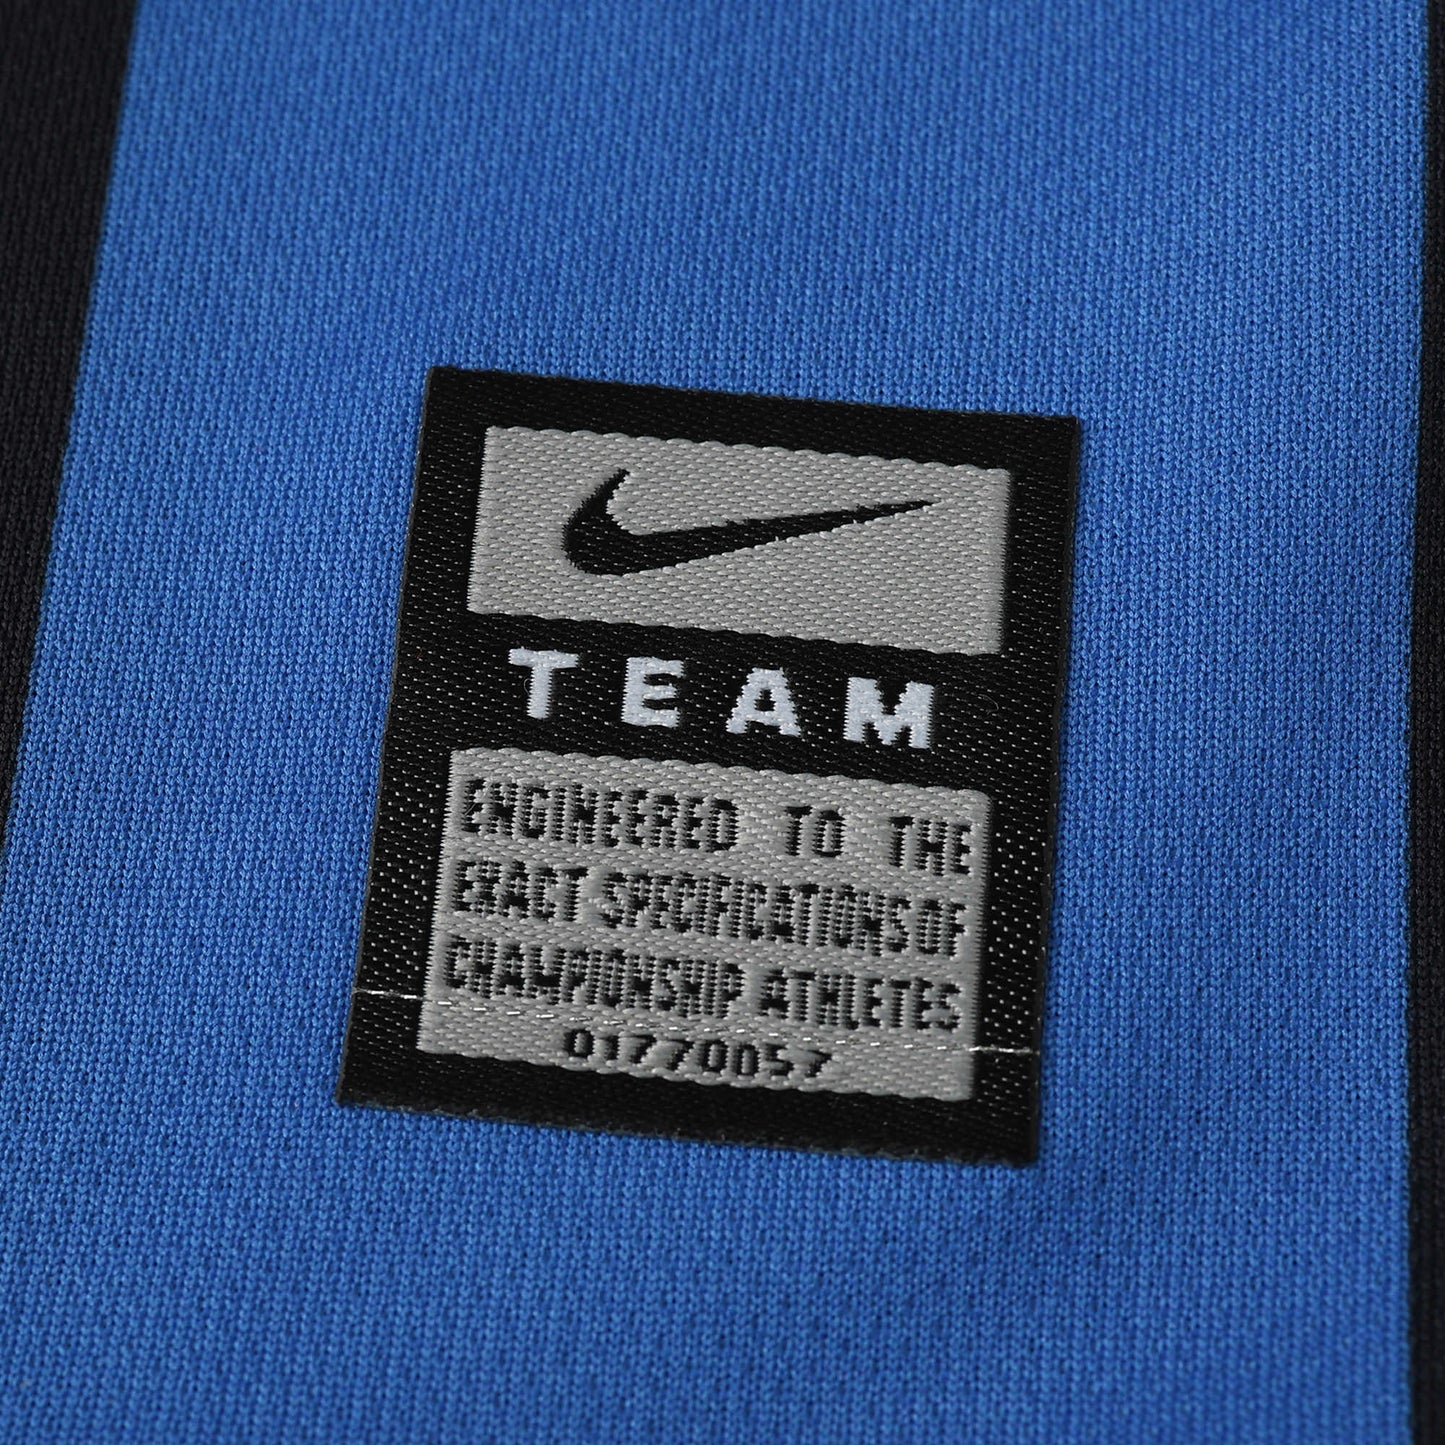 TEAM
ENGINEERED TO THE
EXACT SPECIFICATIONS OF
CHAMPIONSHIP ATHLETES
01770057